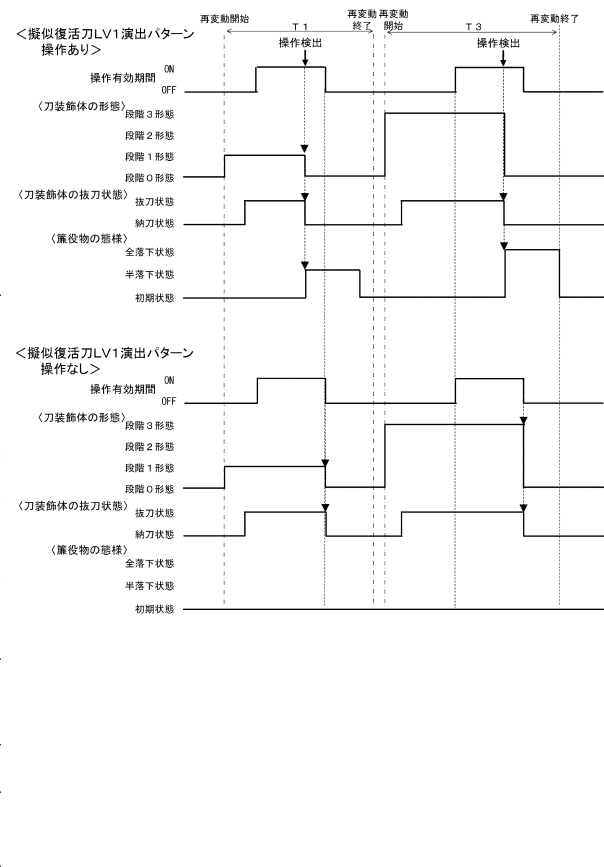 再変動開始
Ｔ１
再変動終了
再変動開始
Ｔ３
再変動終了
＜擬似復活刀ＬＶ１演出パターン
操作あり＞
操作検出
操作検出
操作有効期間
ON
OFF
〈刀装飾体の形態〉
段階３形態
段階２形態
段階１形態
段階０形態
〈刀装飾体の抜刀状態〉
抜刀状態
納刀状態
〈簾役物の態様〉
全落下状態
半落下状態
初期状態
＜擬似復活刀ＬＶ１演出パターン
操作なし＞
操作有効期間
ON
OFF
〈刀装飾体の形態〉
段階３形態
段階２形態
段階１形態
段階０形態
〈刀装飾体の抜刀状態〉
抜刀状態
納刀状態
〈簾役物の態様〉
全落下状態
半落下状態
初期状態